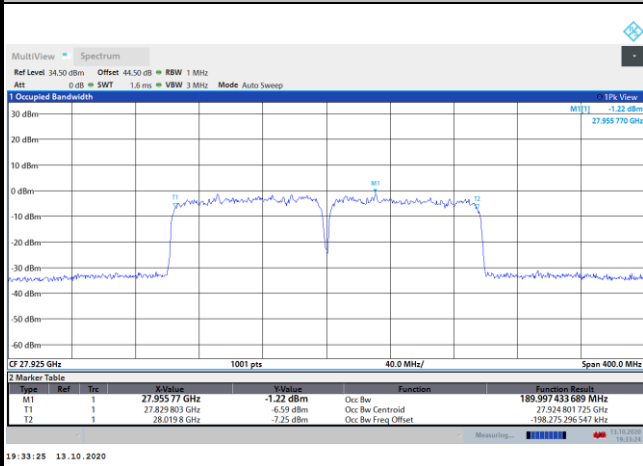 MultiView Spectrum
Ref Level 34.50 dBm Offset 44.50 dB RBW 1 MHz
Att 0 dB SWT 1.6 ms VBW 3 MHz Mode Auto Sweep
1 Occupied Bandwidth 1Pk View
M1[1] -1.22 dBm
27.955 770 GHz
30 dBm
20 dBm
10 dBm
M1
0 dBm
T1
T2
-10 dBm
-20 dBm
-30 dBm
-40 dBm
-50 dBm
-60 dBm
CF 27.925 GHz 1001 pts 40.0 MHz/ Span 400.0 MHz
2 Marker Table
Type Ref Trc X-Value Y-Value Function Function Result
M1 1 27.955 77 GHz -1.22 dBm Occ Bw 189.997 433 689 MHz
T1 1 27.829 803 GHz -6.59 dBm Occ Bw Centroid 27.924 801 725 GHz
T2 1 28.019 8 GHz -7.25 dBm Occ Bw Freq Offset -198.275 296 547 kHz
Measuring... 13.10.2020
19:33:24
19:33:25 13.10.2020